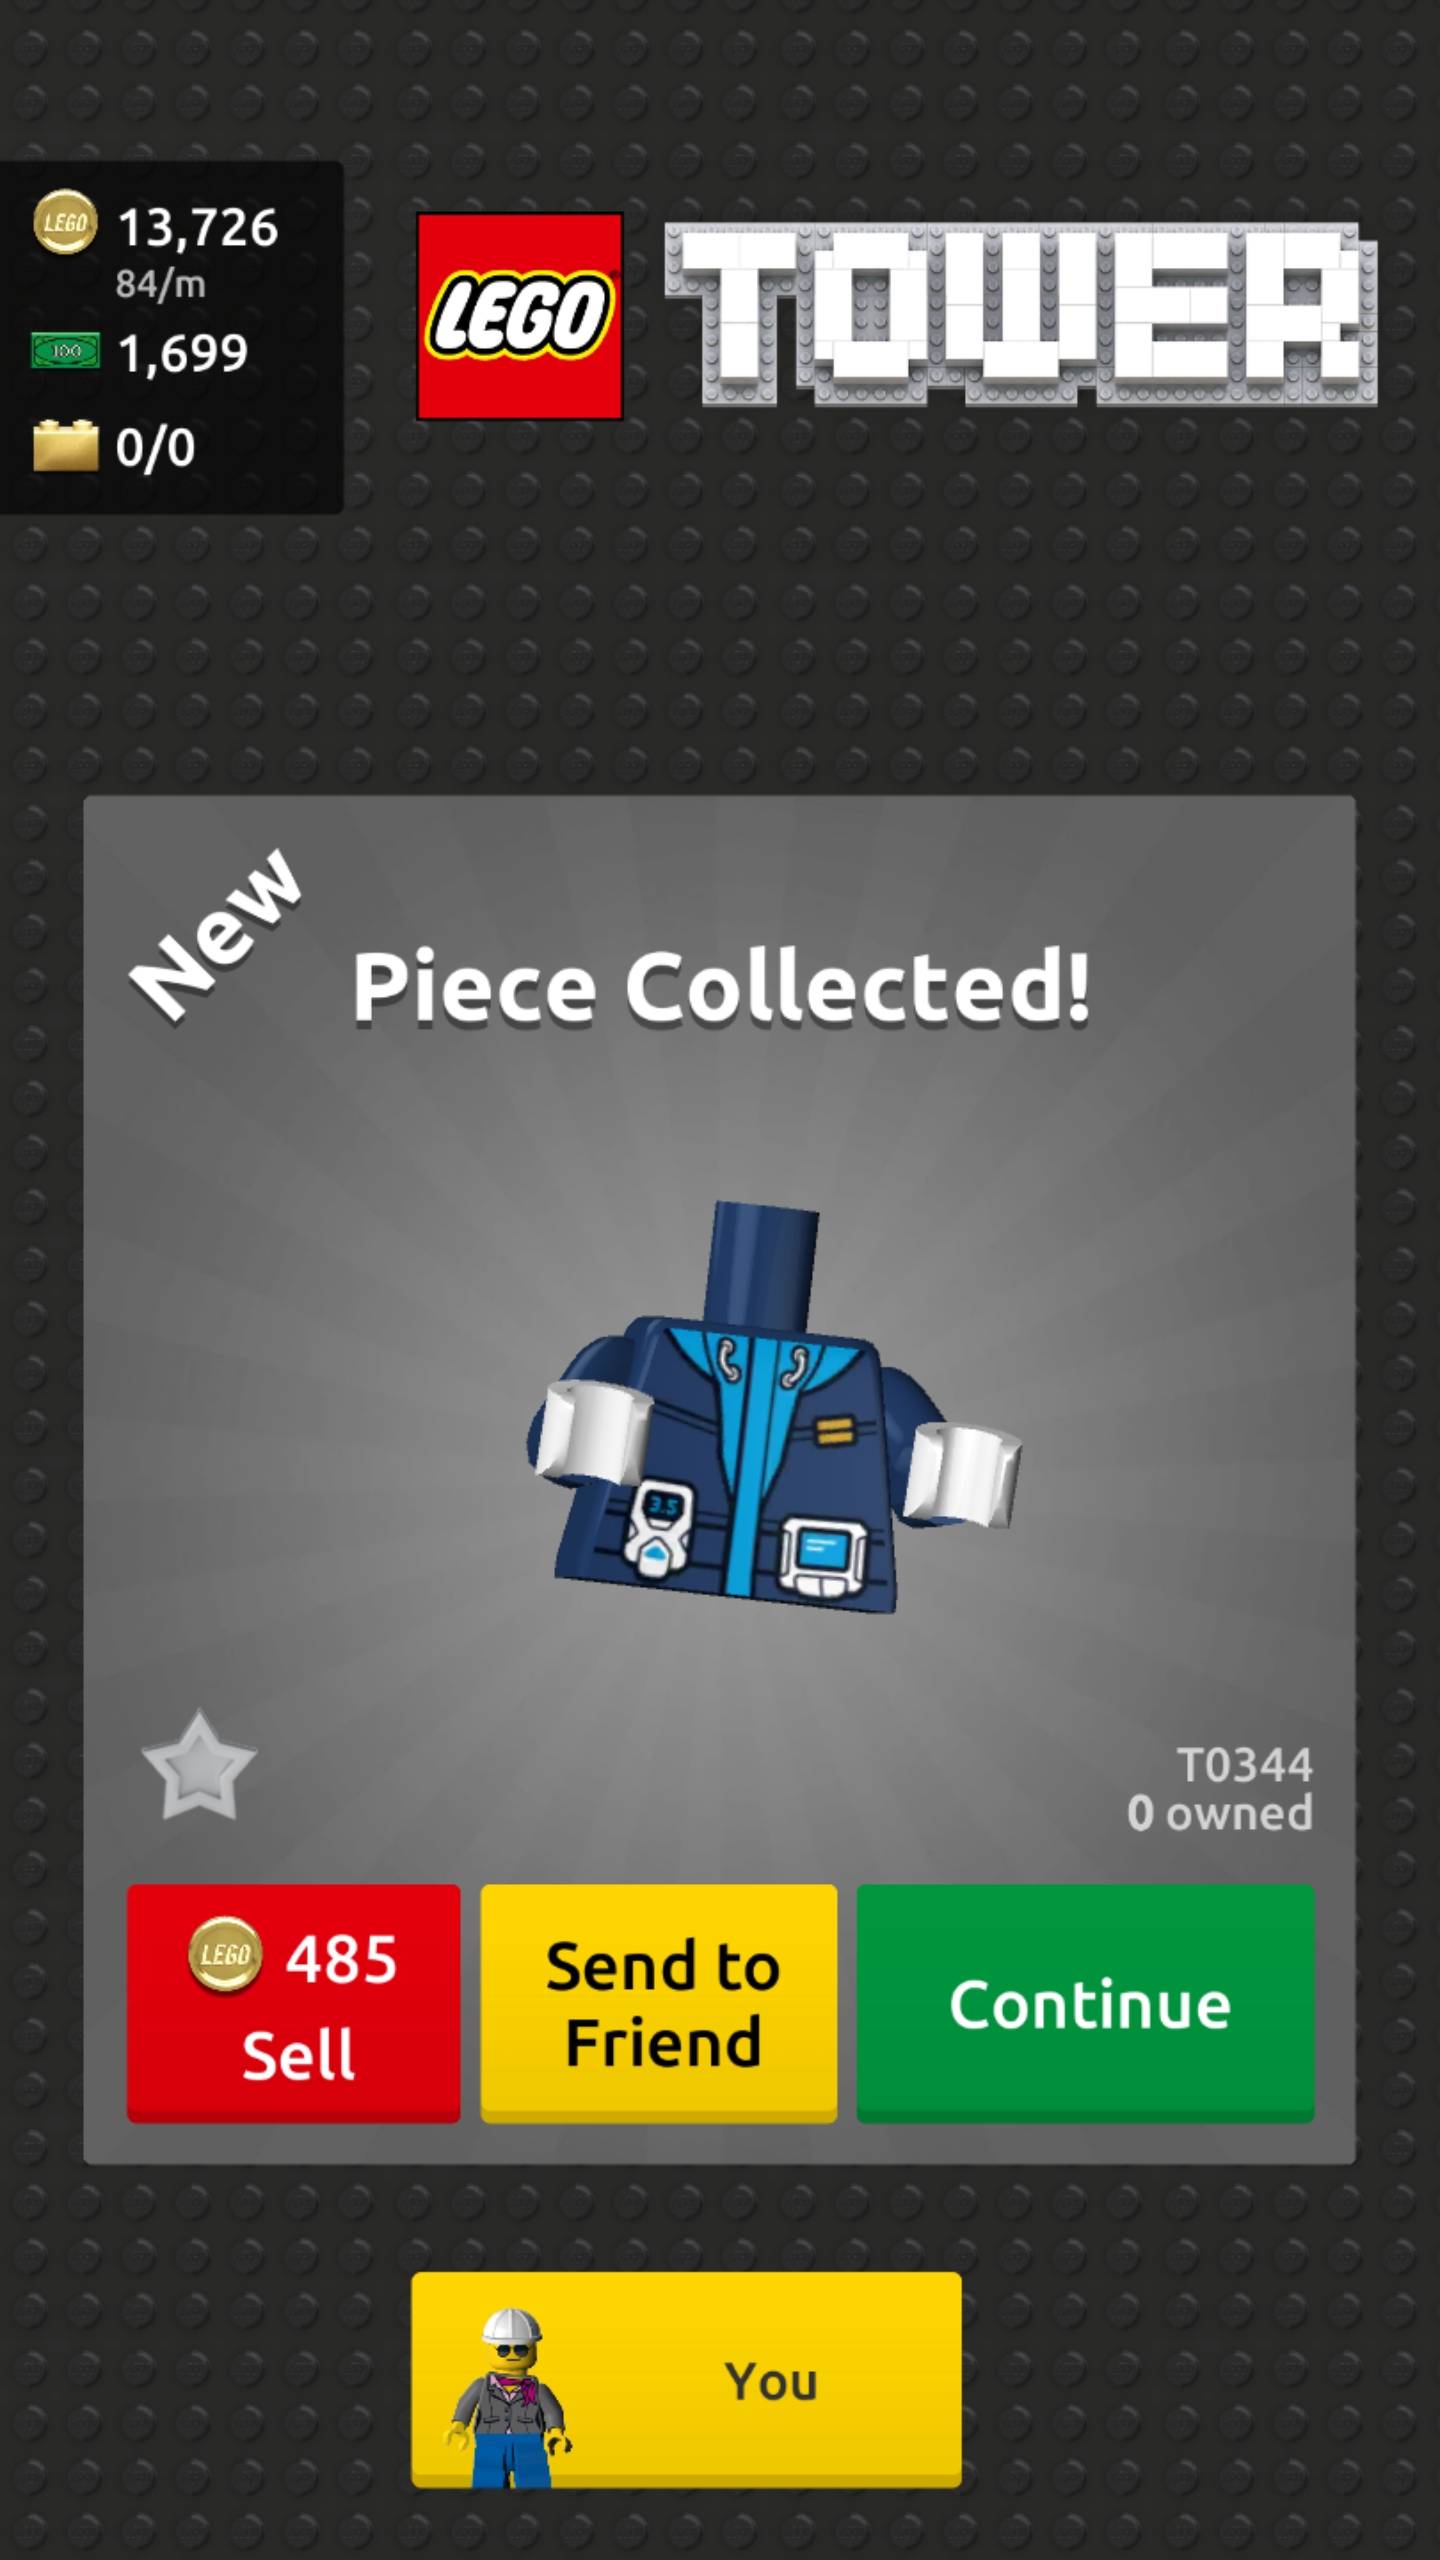 LEGO
13,726
84/m
100
1,699
0/0
LEGO
TOWER
New
Piece Collected!
3.5
T0344
0 owned
LEGO 485
Sell
Send to
Friend
Continue
You